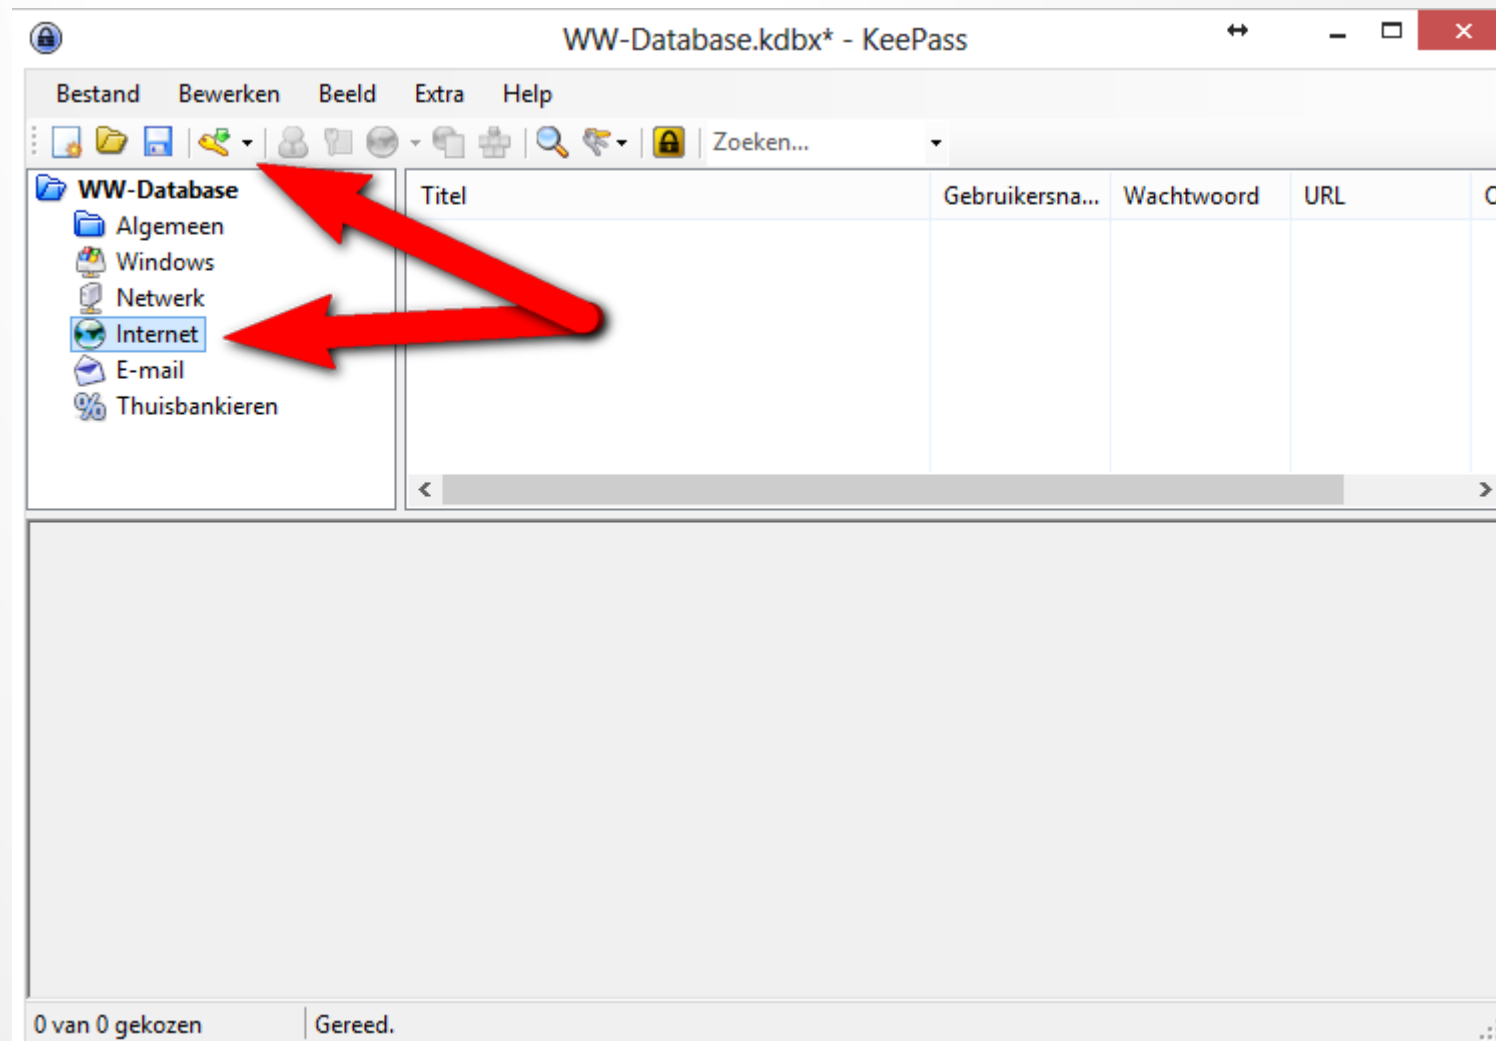 WW-Database.kdbx* - KeePass
Bestand Bewerken Beeld Extra Help
Zoeken...
WW-Database
Algemeen
Windows
Netwerk
Internet
E-mail
Thuisbankieren
Titel Gebruikersna... Wachtwoord URL
0 van 0 gekozen Gereed.